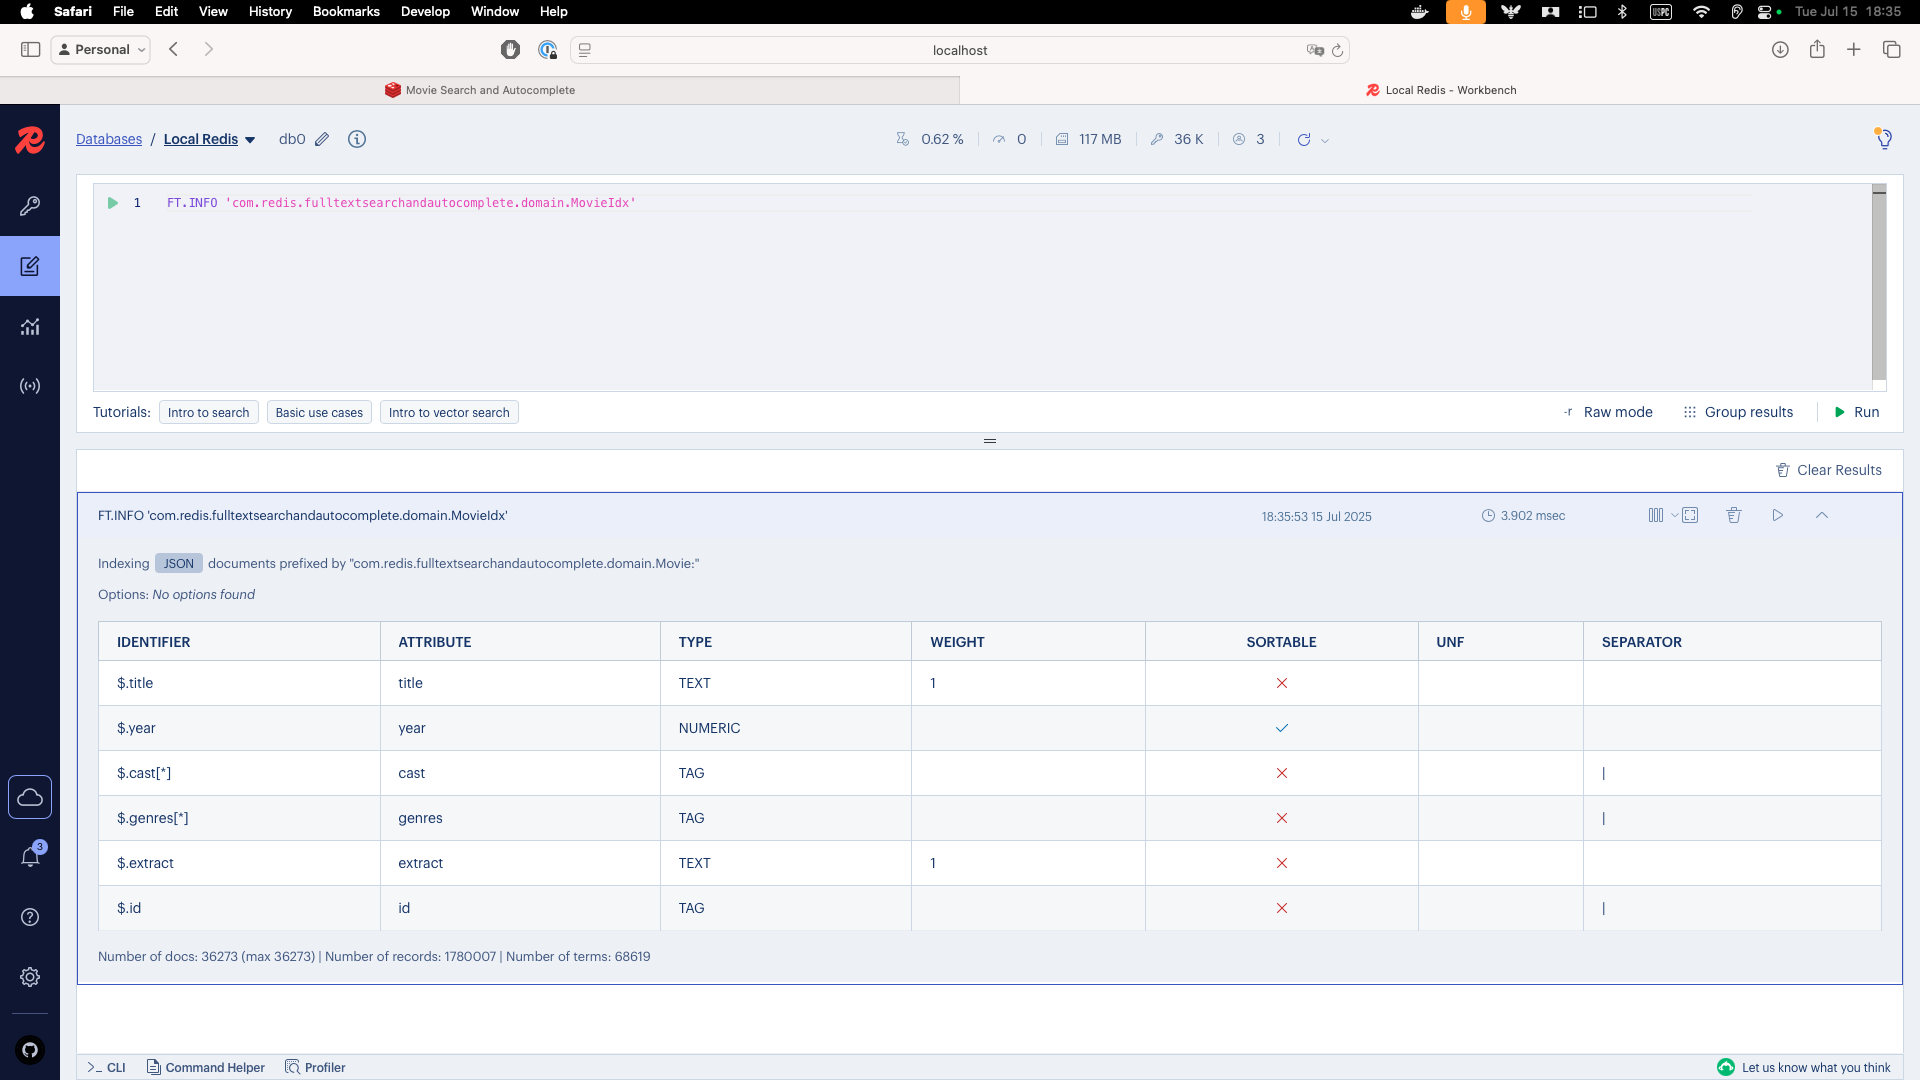 Safari File Edit View History Bookmarks Develop Window Help USPC Tue Jul 15 18:35
Personal localhost
Movie Search and Autocomplete Local Redis - Workbench
Databases / Local Redis db0 0.62 % 0 117 MB 36 K 3
1 FT.INFO 'com.redis.fulltextsearchandautocomplete.domain.MovieIdx'
Tutorials: Intro to search Basic use cases Intro to vector search -r Raw mode Group results Run
Clear Results
FT.INFO 'com.redis.fulltextsearchandautocomplete.domain.MovieIdx' 18:35:53 15 Jul 2025 3.902 msec
Indexing JSON documents prefixed by "com.redis.fulltextsearchandautocomplete.domain.Movie:"
Options: No options found
IDENTIFIER ATTRIBUTE TYPE WEIGHT SORTABLE UNF SEPARATOR
$.title title TEXT 1
$.year year NUMERIC
$.cast[*] cast TAG |
$.genres[*] genres TAG |
$.extract extract TEXT 1
$.id id TAG |
3
Number of docs: 36273 (max 36273) | Number of records: 1780007 | Number of terms: 68619
>_ CLI Command Helper Profiler Let us know what you think